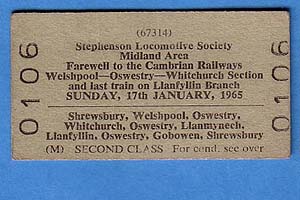 (67314)
Stephenson Locomotive Society
Midland Area
Farewell to the Cambrian Railways
Welshpool—Oswestry—Whitchurch Section
and last train on Llanfyllin Branch
SUNDAY, 17th JANUARY, 1965
Shrewsbury, Welshpool, Oswestry,
Whitchurch, Oswestry, Llanymech,
Llanfyllin, Oswestry, Gobowen, Shrewsbury
(M) SECOND CLASS For cond. see over
0106
0106